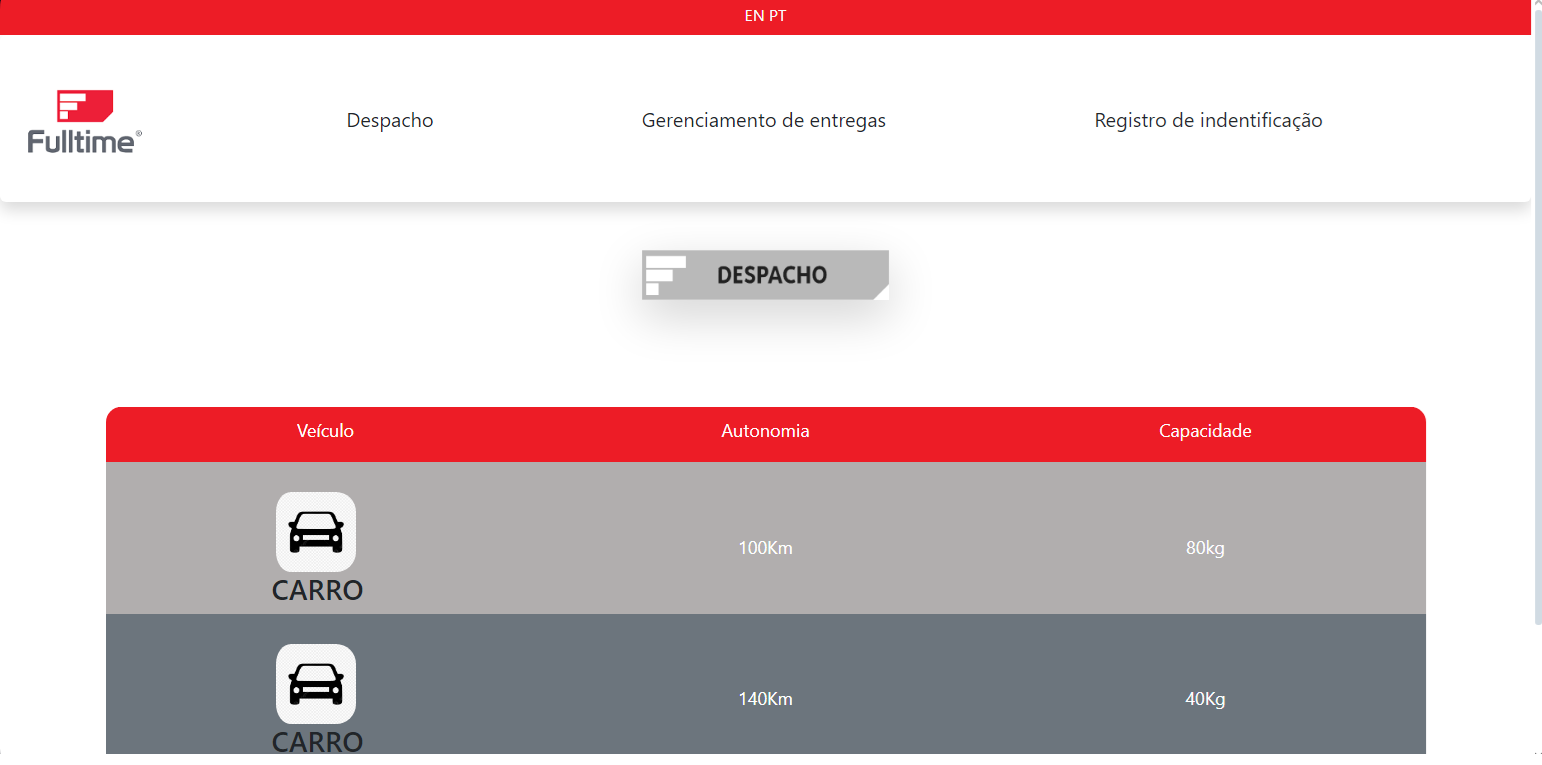 EN PT
Fulltime®
Despacho
Gerenciamento de entregas
Registro de indentificação
DESPACHO
Veículo Autonomia Capacidade
CARRO
100Km
80kg
CARRO
140Km
40Kg